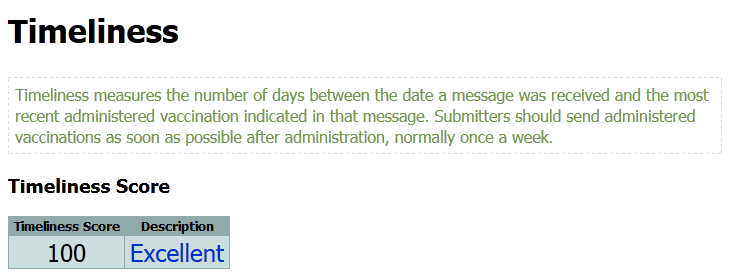 Timeliness
Timeliness measures the number of days between the date a message was received and the most
recent administered vaccination indicated in that message. Submitters should send administered
vaccinations as soon as possible after administration, normally once a week.
Timeliness Score
Timeliness Score Description
100 Excellent